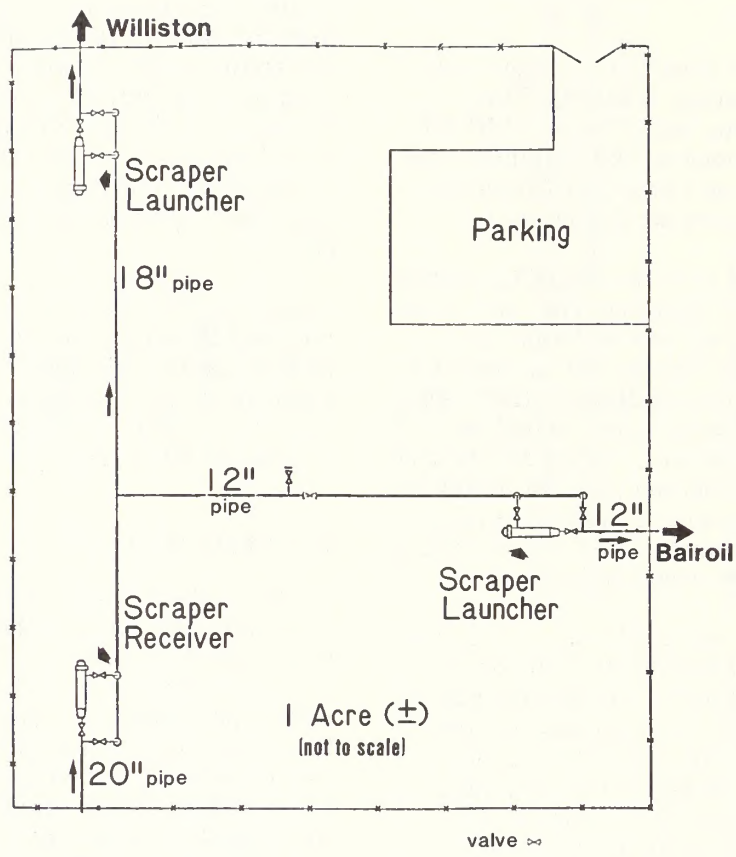 Williston
Scraper
Launcher
Parking
18" pipe
12"
pipe
12"
pipe
Bairoil
Scraper
Launcher
Scraper
Receiver
1 Acre (±)
(not to scale)
20" pipe
valve